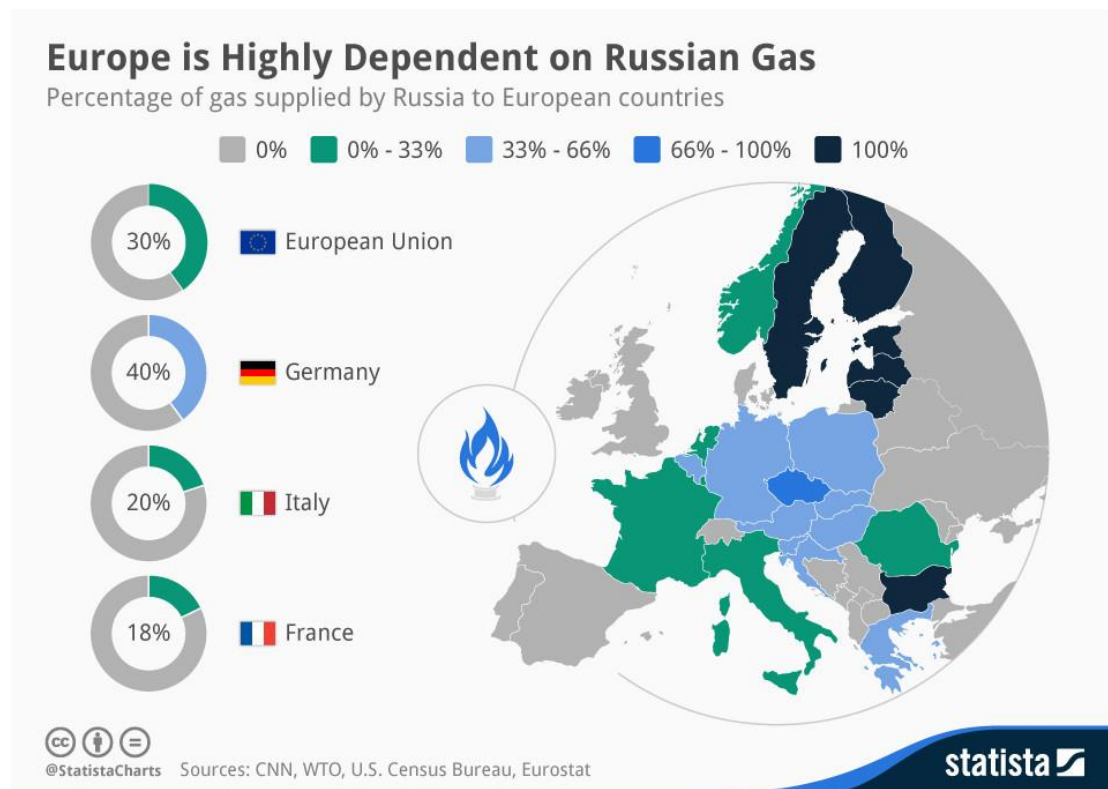 Europe is Highly Dependent on Russian Gas
Percentage of gas supplied by Russia to European countries
0% 0% - 33% 33% - 66% 66% - 100% 100%
30% European Union
40% Germany
20% Italy
18% France
cc
@StatistaCharts Sources: CNN, WTO, U.S. Census Bureau, Eurostat
statista